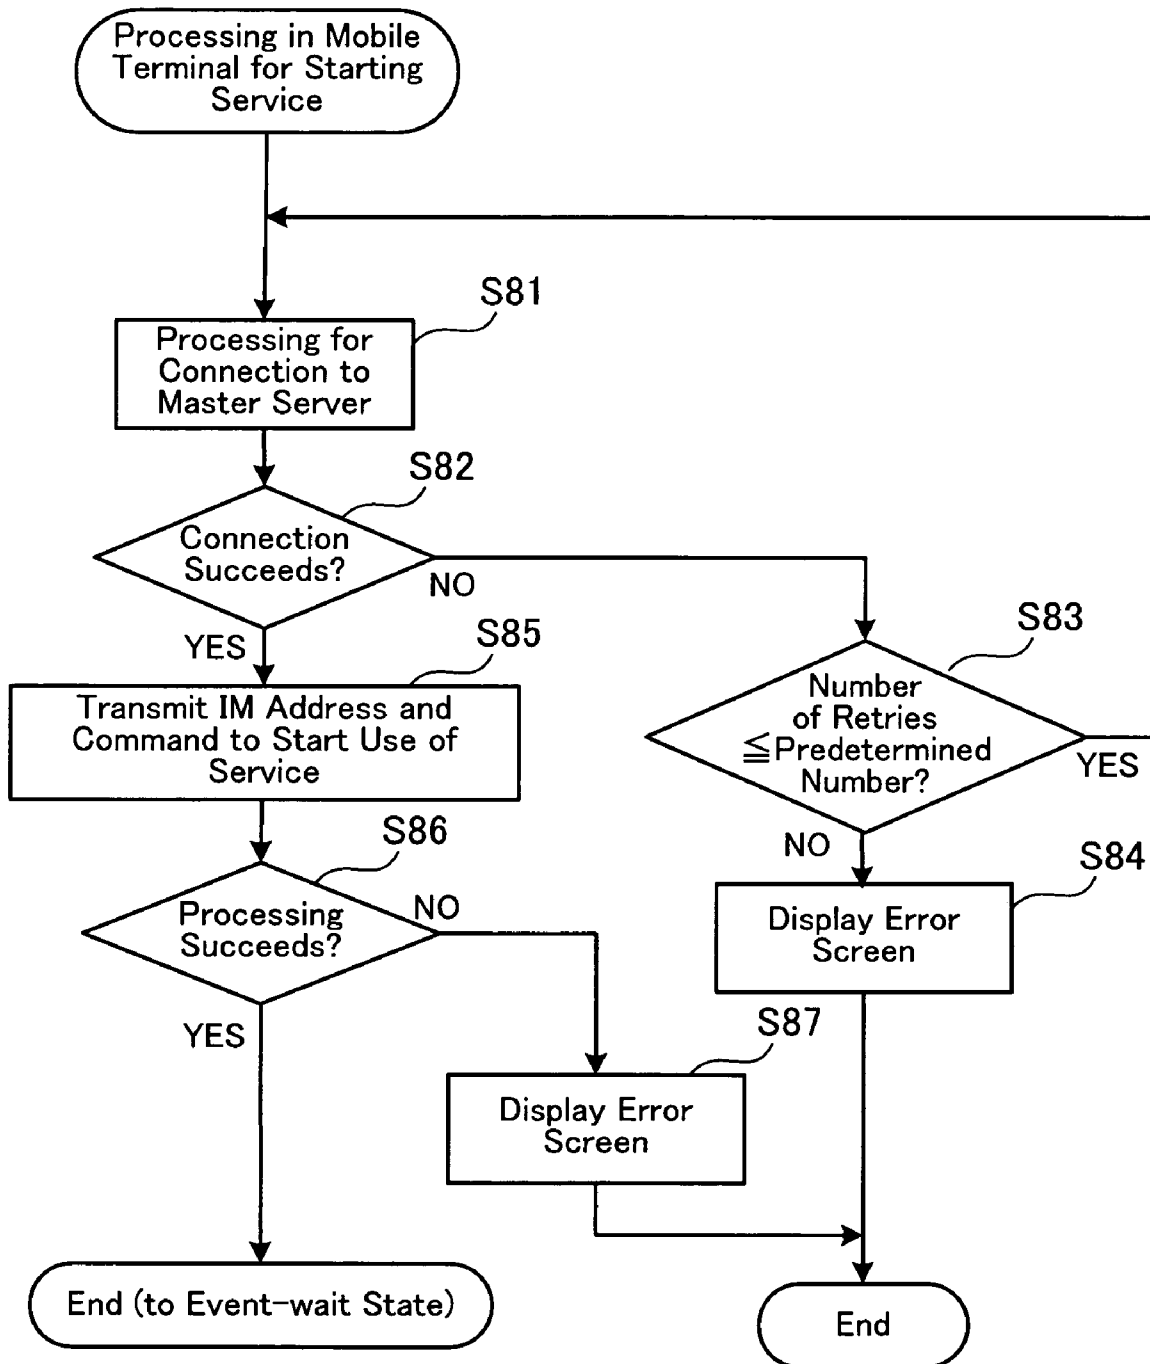 Processing in Mobile
Terminal for Starting
Service
S81
Processing for
Connection to
Master Server
S82
Connection
Succeeds?
NO
YES
S83
Number
of Retries
≦Predetermined
Number?
YES
NO
S85
Transmit IM Address and
Command to Start Use of
Service
S84
Display Error
Screen
S86
Processing
Succeeds?
NO
YES
S87
Display Error
Screen
End (to Event-wait State)
End